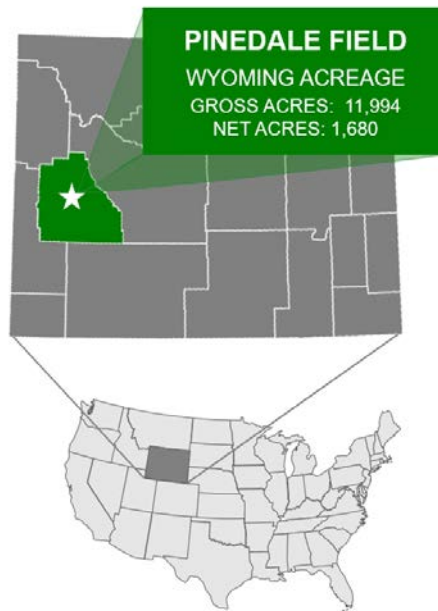 PINEDALE FIELD
WYOMING ACREAGE
GROSS ACRES: 11,994
NET ACRES: 1,680